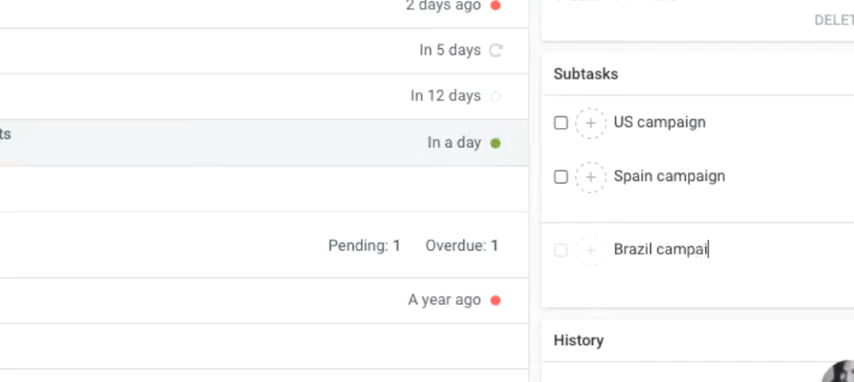 2 days ago
In 5 days
In 12 days
ts
In a day
Pending: 1 Overdue: 1
A year ago
DELET
Subtasks
US campaign
Spain campaign
Brazil campai
History